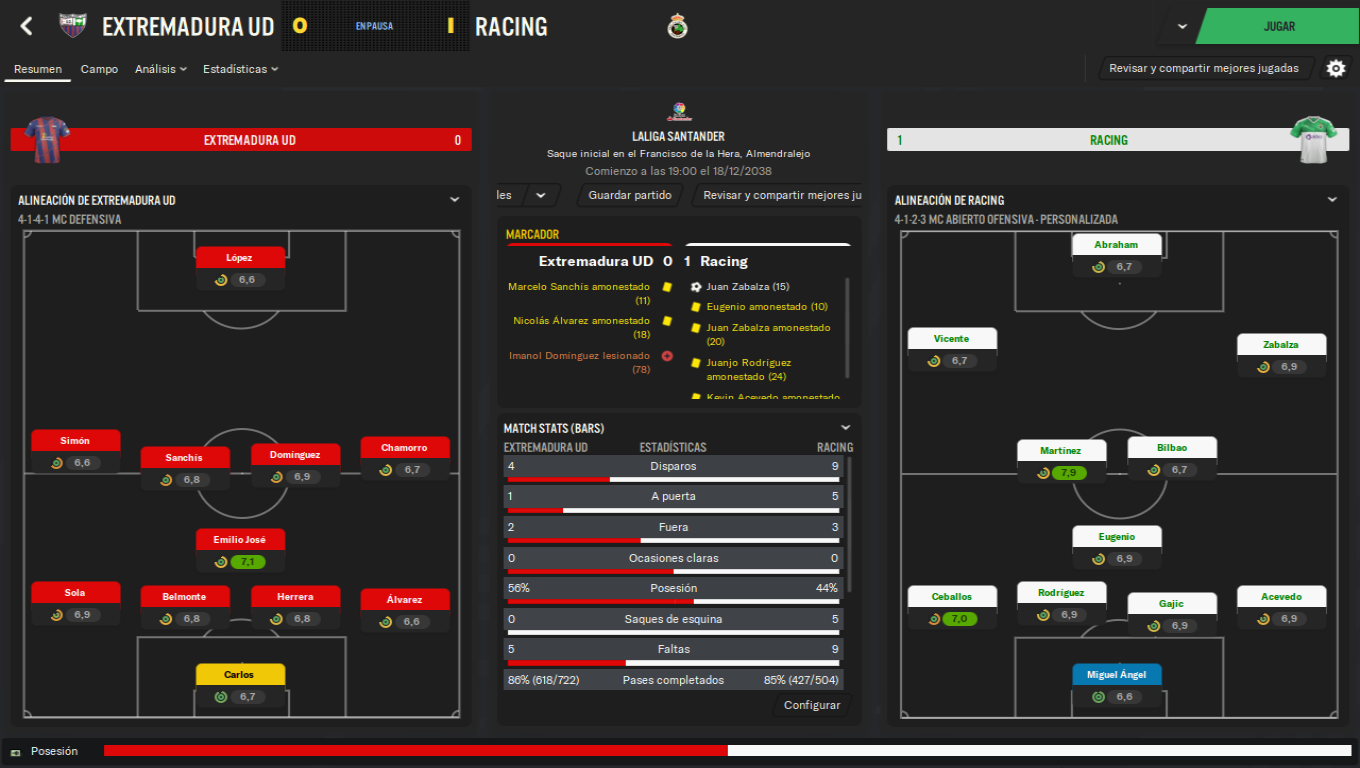 EXTREMADURA UD 0 EN PAUSA 1 RACING
JUGAR
Resumen Campo Análisis Estadísticas
Revisar y compartir mejores jugadas
EXTREMADURA UD 0
LALIGA SANTANDER
Saque inicial en el Francisco de la Hera, Almendralejo
Comienzo a las 19:00 el 18/12/2038
les Guardar partido Revisar y compartir mejores ju
1 RACING
ALINEACIÓN DE EXTREMADURA UD
4-1-4-1 MC DEFENSIVA
López
6,6
Simón
6,6
Sanchís
6,8
Domínguez
6,9
Chamorro
6,7
Emilio José
7,1
Sola
6,9
Belmonte
6,8
Herrera
6,8
Álvarez
6,6
Carlos
6,7
MARCADOR
Extremadura UD 0 1 Racing
Marcelo Sanchís amonestado
(11)
Nicolás Álvarez amonestado
(18)
Imanol Domínguez lesionado
(78)
Juan Zabalza (15)
Eugenio amonestado (10)
Juan Zabalza amonestado
(20)
Juanjo Rodríguez
amonestado (24)
Kevin Acevedo amonestado
MATCH STATS (BARS)
EXTREMADURA UD ESTADÍSTICAS RACING
4 Disparos 9
1 A puerta 5
2 Fuera 3
0 Ocasiones claras 0
56% Posesión 44%
0 Saques de esquina 5
5 Faltas 9
86% (618/722) Pases completados 85% (427/504)
Configurar
ALINEACIÓN DE RACING
4-1-2-3 MC ABIERTO OFENSIVA - PERSONALIZADA
Abraham
6,7
Vicente
6,7
Zabalza
6,9
Martínez
7,9
Bilbao
6,7
Eugenio
6,9
Ceballos
7,0
Rodríguez
6,9
Gajic
6,9
Acevedo
6,9
Miguel Ángel
6,6
Posesión